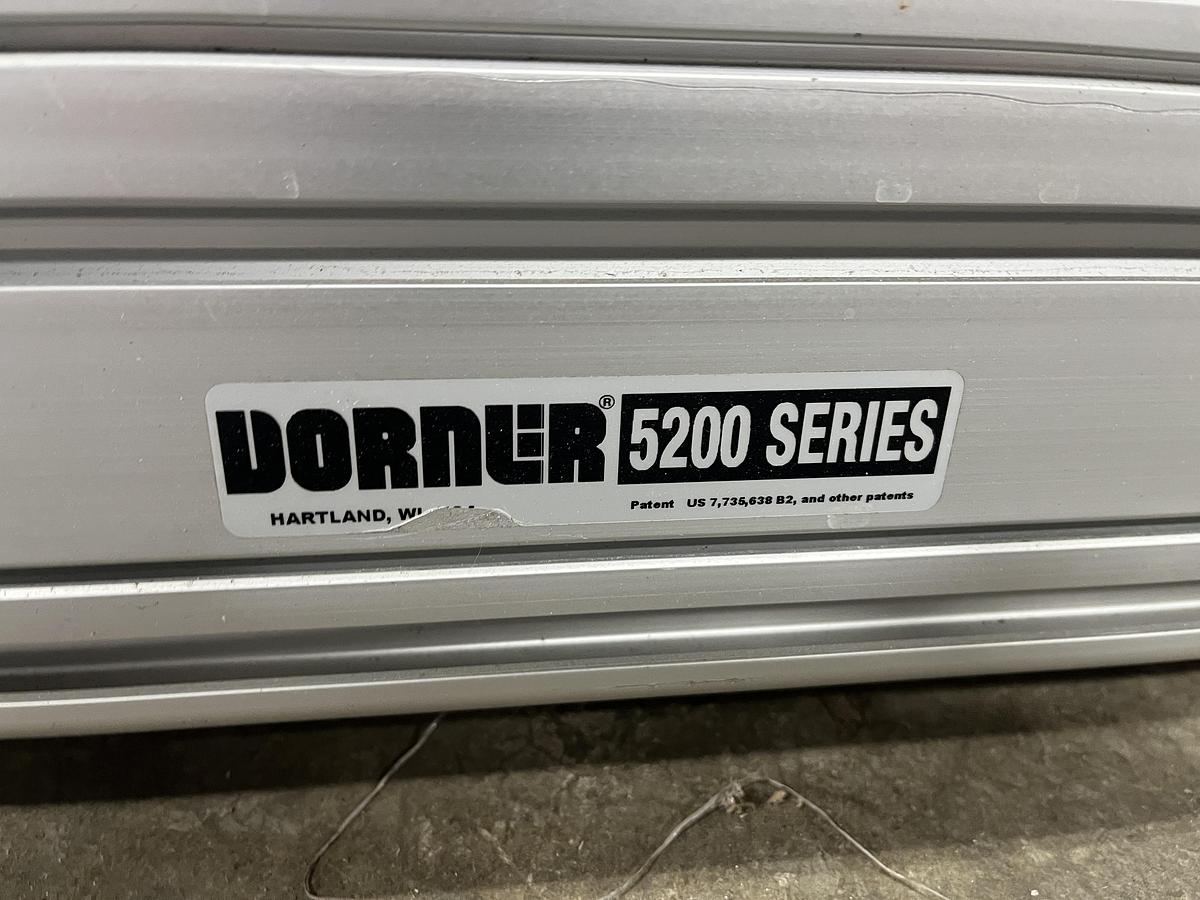 DORNER® 5200 SERIES
HARTLAND, WI
Patent US 7,735,638 B2, and other patents